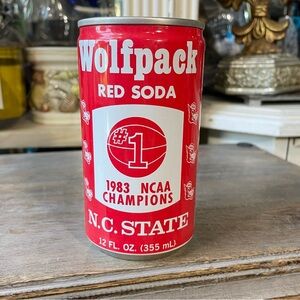 Wolfpack
RED SODA
#1
1983 NCAA
CHAMPIONS
N.C. STATE
12 FL. OZ. (355 mL)